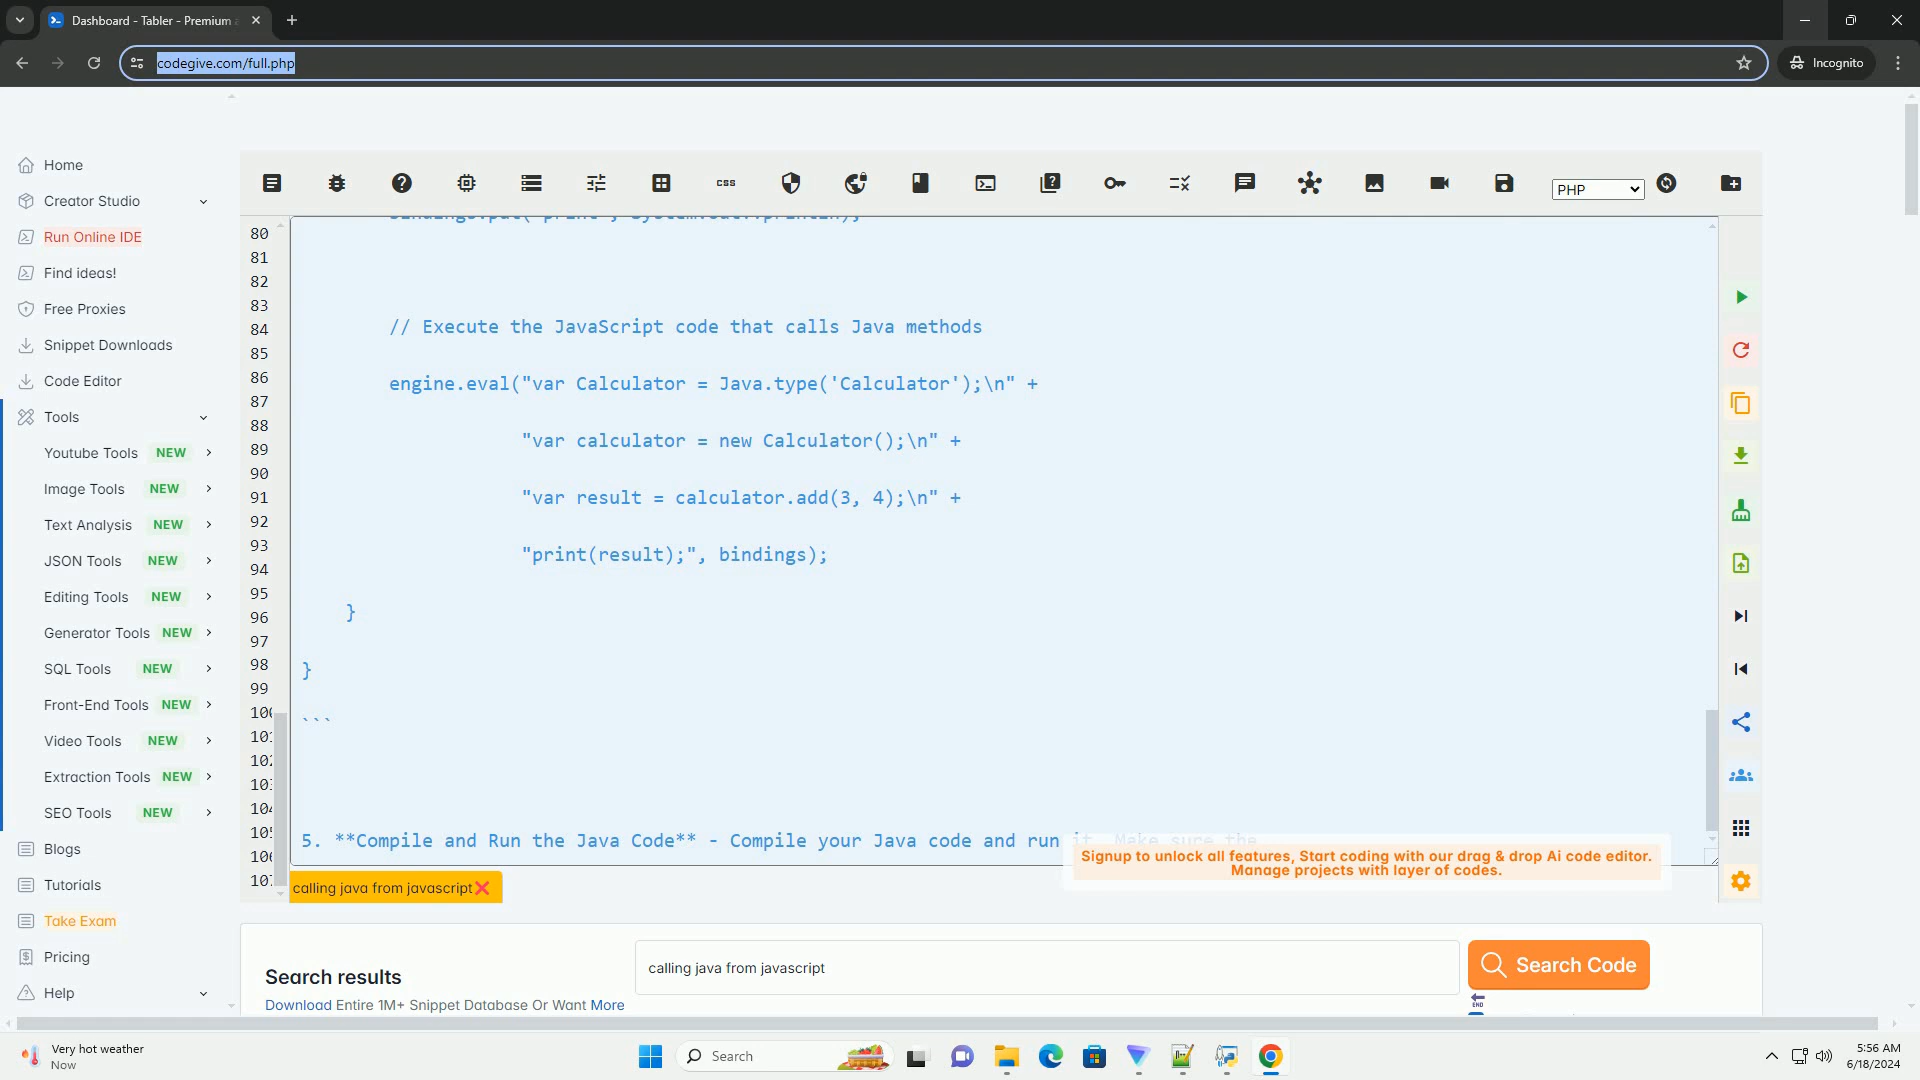 Dashboard - Tabler - Premium
codegive.com/full.php
Incognito
Home
Creator Studio
Run Online IDE
Find ideas!
Free Proxies
Snippet Downloads
Code Editor
Tools
Youtube Tools NEW
Image Tools NEW
Text Analysis NEW
JSON Tools NEW
Editing Tools NEW
Generator Tools NEW
SQL Tools NEW
Front-End Tools NEW
Video Tools NEW
Extraction Tools NEW
SEO Tools NEW
Blogs
Tutorials
Take Exam
Pricing
Help
css
PHP
80
81
82
83
84
85
86
87
88
89
90
91
92
93
94
95
96
97
98
99
// Execute the JavaScript code that calls Java methods
engine.eval("var Calculator = Java.type('Calculator');\n" +
"var calculator = new Calculator();\n" +
"var result = calculator.add(3, 4);\n" +
"print(result);", bindings);
}
}
```
5. **Compile and Run the Java Code** - Compile your Java code and run it. Make sure the
Signup to unlock all features, Start coding with our drag & drop Ai code editor.
Manage projects with layer of codes.
calling java from javascript
Search results
calling java from javascript
Search Code
Download Entire 1M+ Snippet Database Or Want More
END
Very hot weather
Now
Search
5:56 AM
6/18/2024